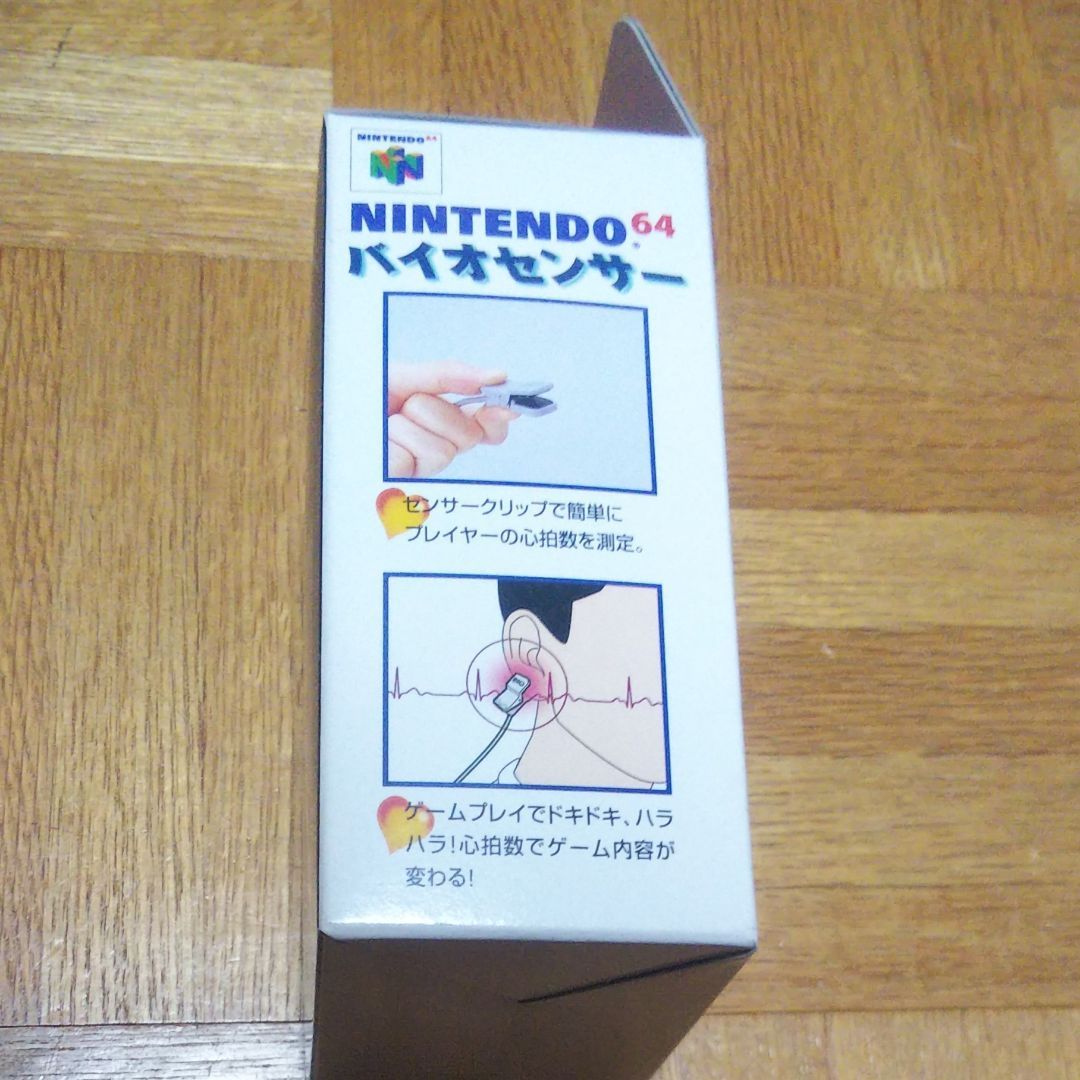 NINTENDO64
NINTENDO64
バイオセンサー
センサークリップで簡単に
プレイヤーの心拍数を測定。
ゲームプレイでドキドキ、ハラ
ハラ!心拍数でゲーム内容が
変わる!